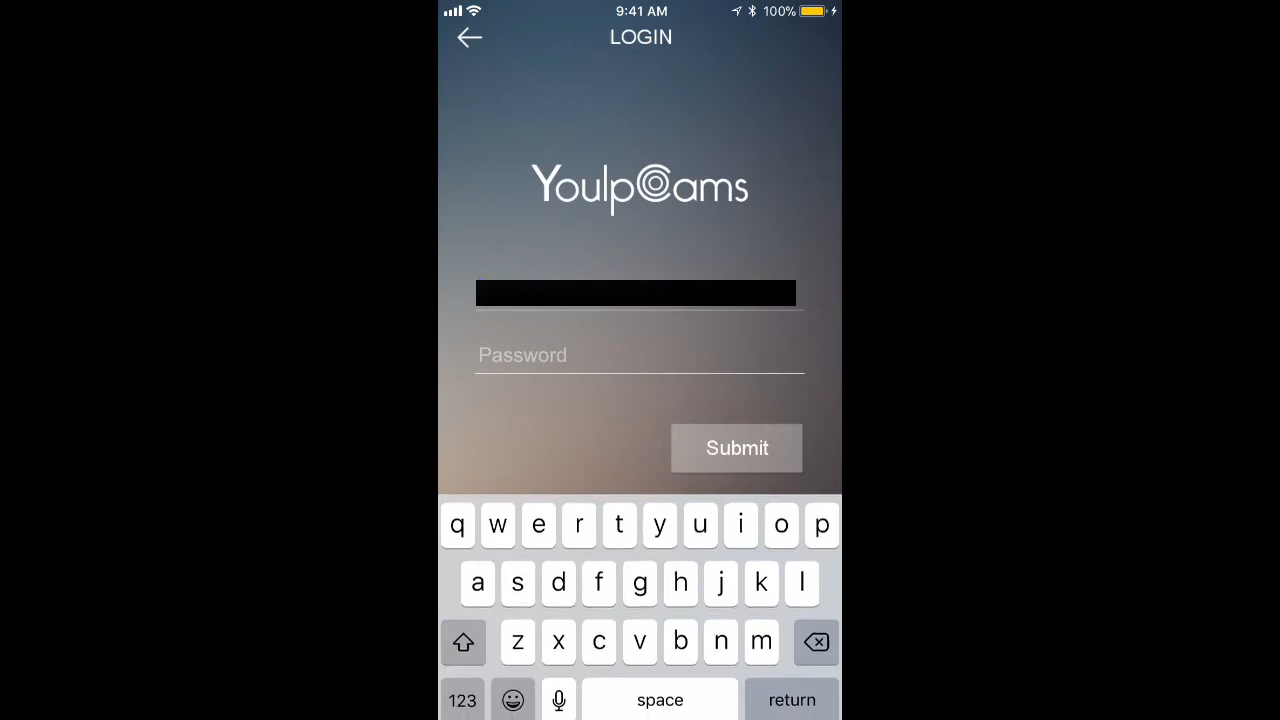 9:41 AM 100%
LOGIN
YoulpCams
Password
Submit
q w e r t y u i o p
a s d f g h j k l
z x c v b n m
123 space return